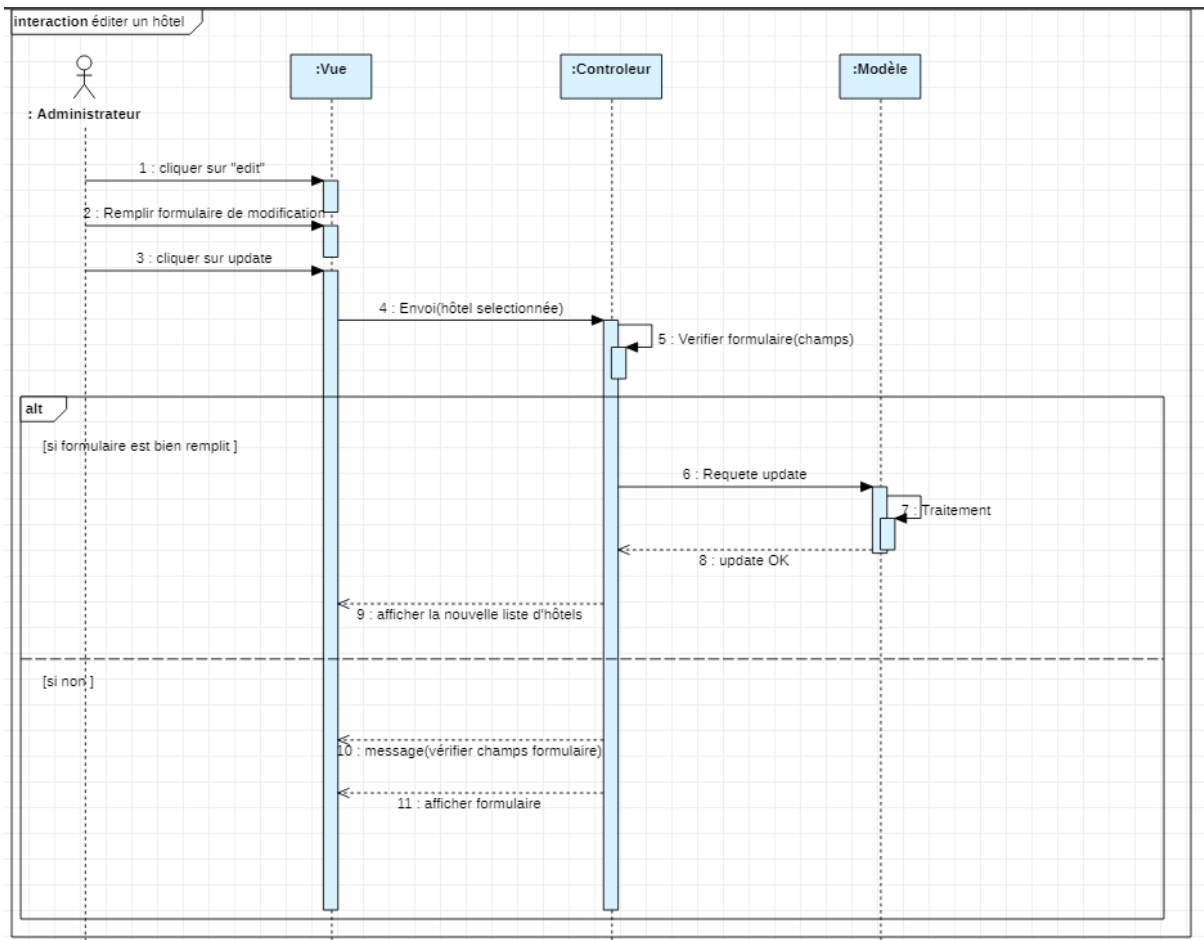 interaction éditer un hôtel
:Vue
:Controleur
:Modèle
: Administrateur
1 : cliquer sur "edit"
2 : Remplir formulaire de modification
3 : cliquer sur update
4 : Envoi(hôtel selectionnée)
5 : Verifier formulaire(champs)
alt
[si formulaire est bien remplit ]
6 : Requete update
7 : Traitement
8 : update OK
9 : afficher la nouvelle liste d'hôtels
[si non ]
10 : message(vérifier champs formulaire)
11 : afficher formulaire